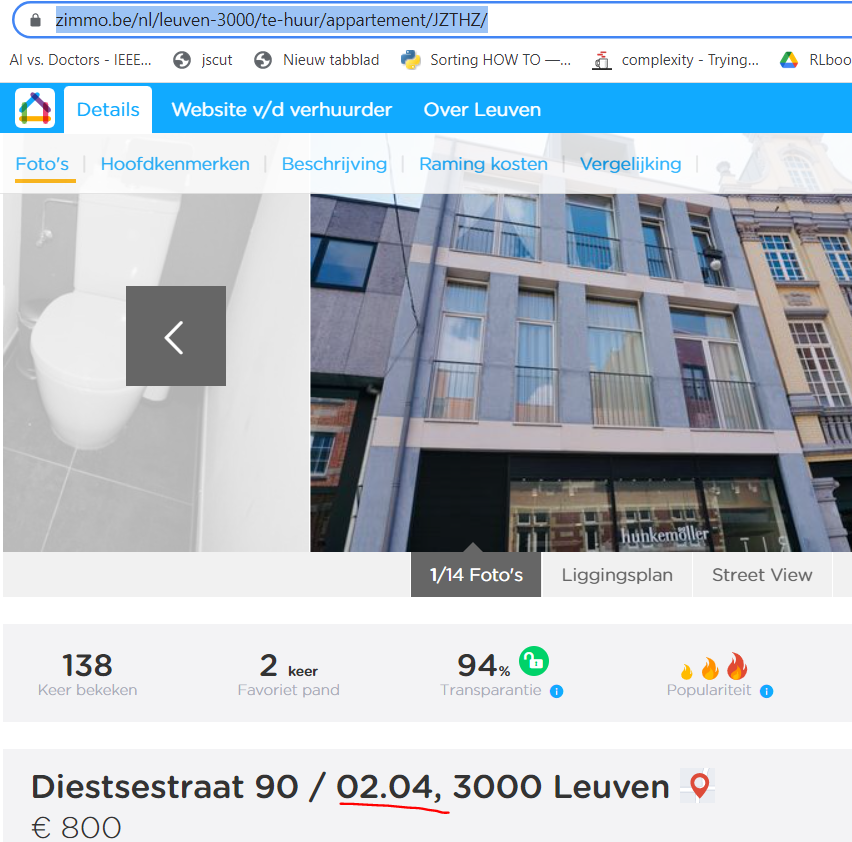 zimmo.be/nl/leuven-3000/te-huur/appartement/JZTHZ/
AI vs. Doctors - IEEE... jscut Nieuw tabblad Sorting HOW TO —... complexity - Trying... RLboo
Details Website v/d verhuurder Over Leuven
Foto's Hoofdkenmerken Beschrijving Raming kosten Vergelijking
hunkemöller
1/14 Foto's Liggingsplan Street View
138 2 keer 94%
Keer bekeken Favoriet pand Transparantie i Populariteit i
Diestsestraat 90 / 02.04, 3000 Leuven
€ 800